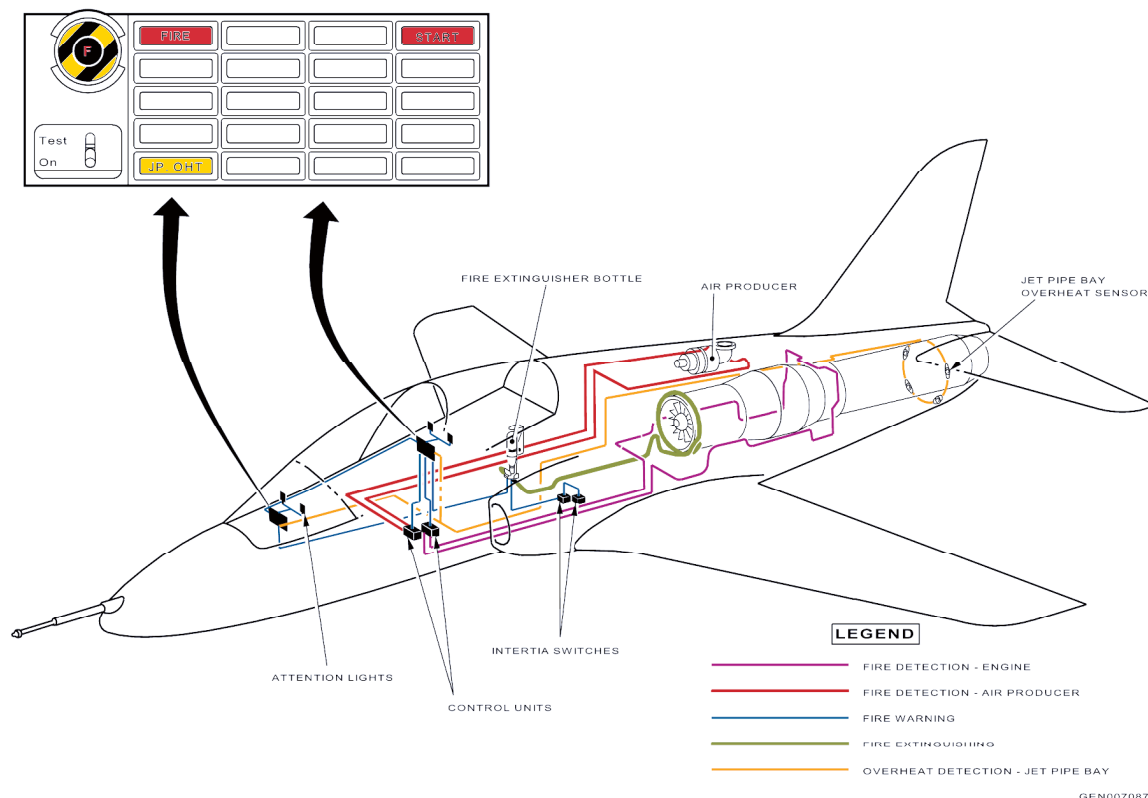 FIRE
START
F
Test
On
JP. OHT
FIRE EXTINGUISHER BOTTLE
AIR PRODUCER
JET PIPE BAY
OVERHEAT SENSOR
INTERTIA SWITCHES
ATTENTION LIGHTS
CONTROL UNITS
LEGEND
FIRE DETECTION - ENGINE
FIRE DETECTION - AIR PRODUCER
FIRE WARNING
FIRE EXTINGUISHING
OVERHEAT DETECTION - JET PIPE BAY
GEN007087